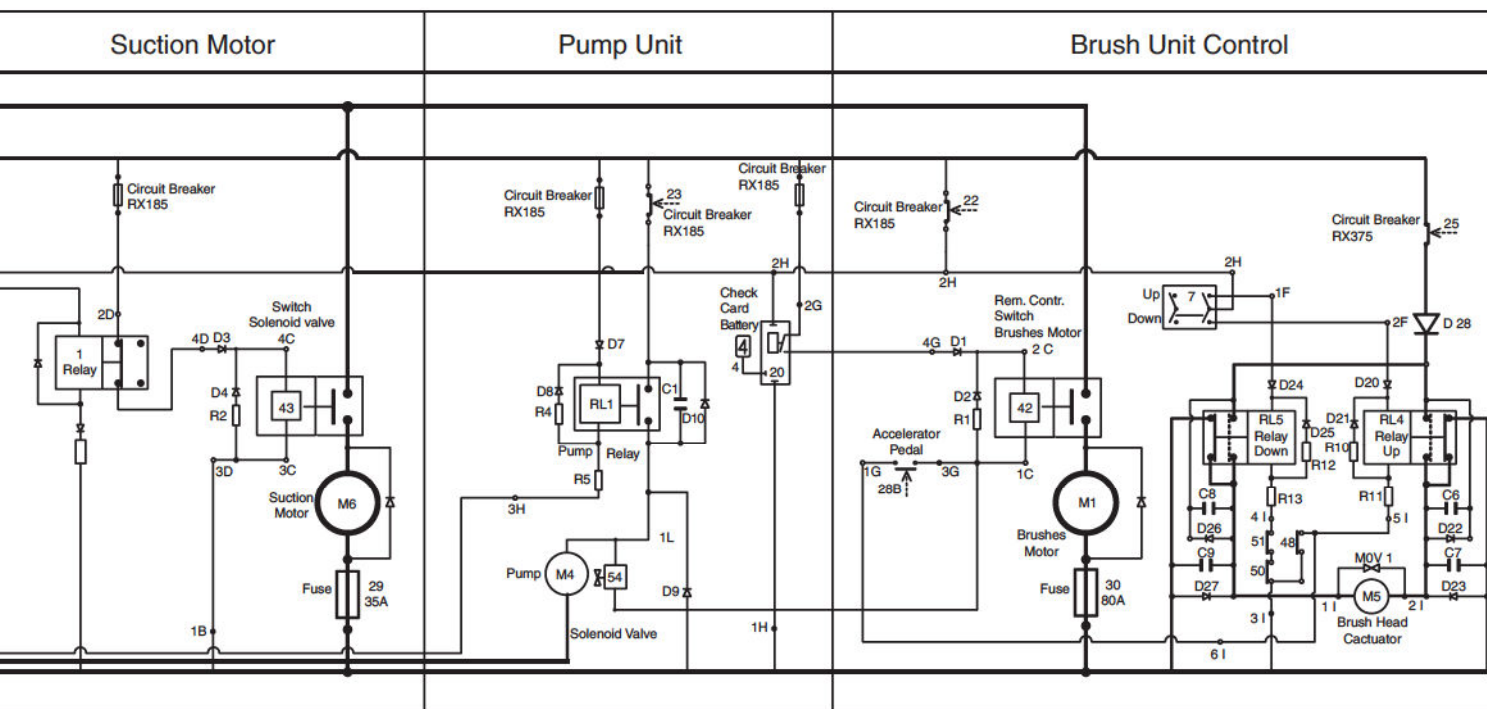 Suction Motor
Pump Unit
Brush Unit Control
Circuit Breaker
RX185
2D
1
Relay
4D D3
Switch
Solenoid valve
4C
D4
R2
43
3D
3C
Suction
Motor
M6
Fuse
29
35A
1B
Circuit Breaker
RX185
23
Circuit Breaker
RX185
Circuit Breaker
RX185
2H
2G
Check
Card
Battery
4
4
20
D7
D8
R4
RL1
C1
D10
Pump
Relay
R5
3H
1L
Pump
M4
54
D9
Solenoid Valve
1H
Circuit Breaker
RX185
22
2H
Rem. Contr.
Switch
Brushes Motor
4G D1
2 C
D2
R1
42
Accelerator
Pedal
1G
28B
3G
1C
M1
Brushes
Motor
Fuse
30
80A
Circuit Breaker
RX375
25
2H
Up
7
1F
Down
2F
D 28
D24
D20
RL5
Relay
Down
D25
R12
D21
R10
RL4
Relay
Up
R13
R11
C8
4 I
5 I
C6
D26
51
48
D22
C9
50
M0V 1
C7
D27
1 I
M5
2 I
D23
3 I
Brush Head
Cactuator
6 I